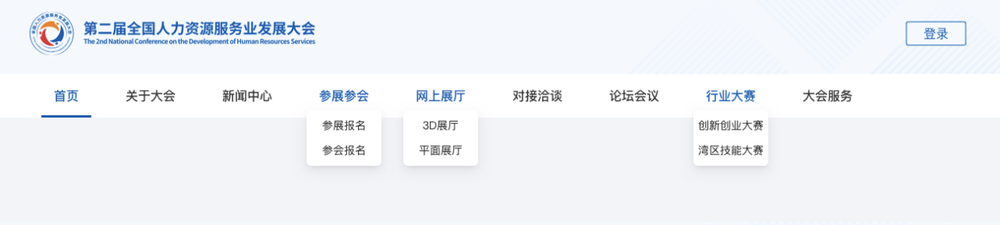 第二届全国人力资源服务业发展大会
The 2nd National Conference on the Development of Human Resources Services
登录
首页 关于大会 新闻中心 参展参会 网上展厅 对接洽谈 论坛会议 行业大赛 大会服务
参展报名 3D展厅 创新创业大赛
参会报名 平面展厅 湾区技能大赛